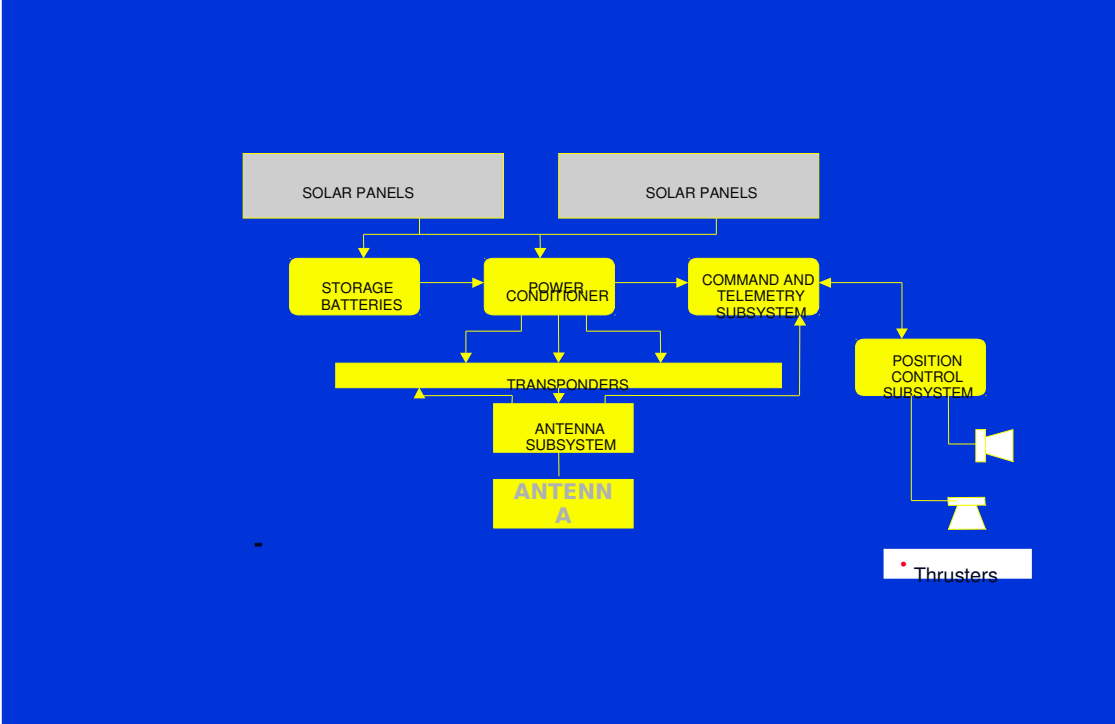 SOLAR PANELS
SOLAR PANELS
STORAGE
BATTERIES
POWER
CONDITIONER
COMMAND AND
TELEMETRY
SUBSYSTEM
POSITION
CONTROL
SUBSYSTEM
TRANSPONDERS
ANTENNA
SUBSYSTEM
ANTENN
A
-
• Thrusters